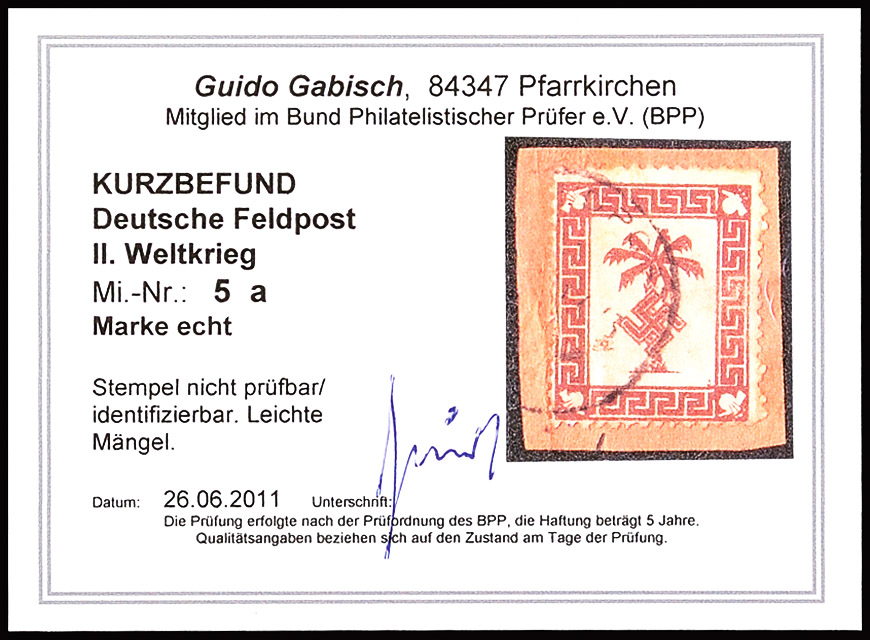 Guido Gabisch, 84347 Pfarrkirchen
Mitglied im Bund Philatelistischer Prüfer e.V. (BPP)
KURZBEFUND
Deutsche Feldpost
II. Weltkrieg
Mi.-Nr.: 5 a
Marke echt
Stempel nicht prüfbar/
identifizierbar. Leichte
Mängel.
Datum: 26.06.2011 Unterschrift:
Die Prüfung erfolgte nach der Prüfordnung des BPP, die Haftung beträgt 5 Jahre.
Qualitätsangaben beziehen sich auf den Zustand am Tage der Prüfung.